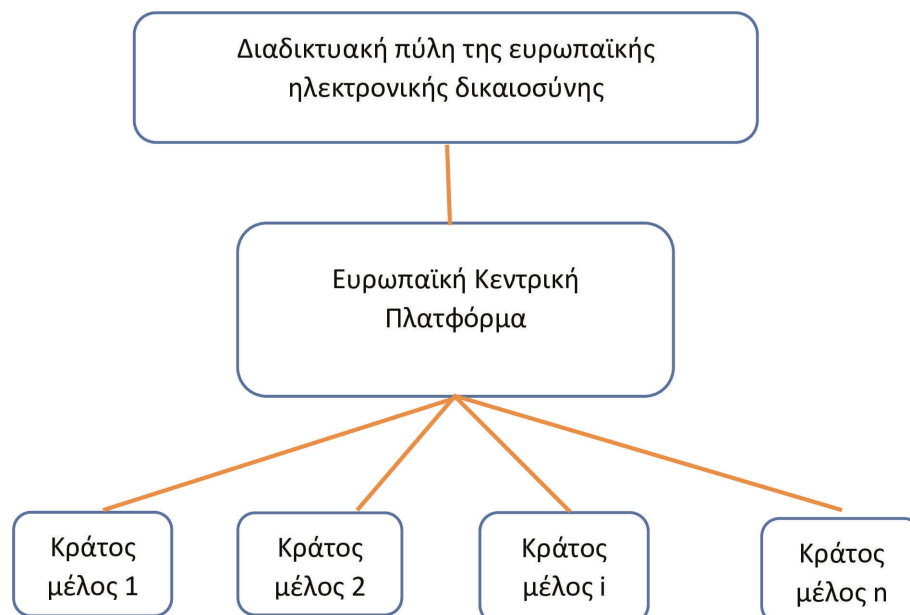 Διαδικτυακή πύλη της ευρωπαϊκής
ηλεκτρονικής δικαιοσύνης
Ευρωπαϊκή Κεντρική
Πλατφόρμα
Κράτος
μέλος 1
Κράτος
μέλος 2
Κράτος
μέλος i
Κράτος
μέλος n